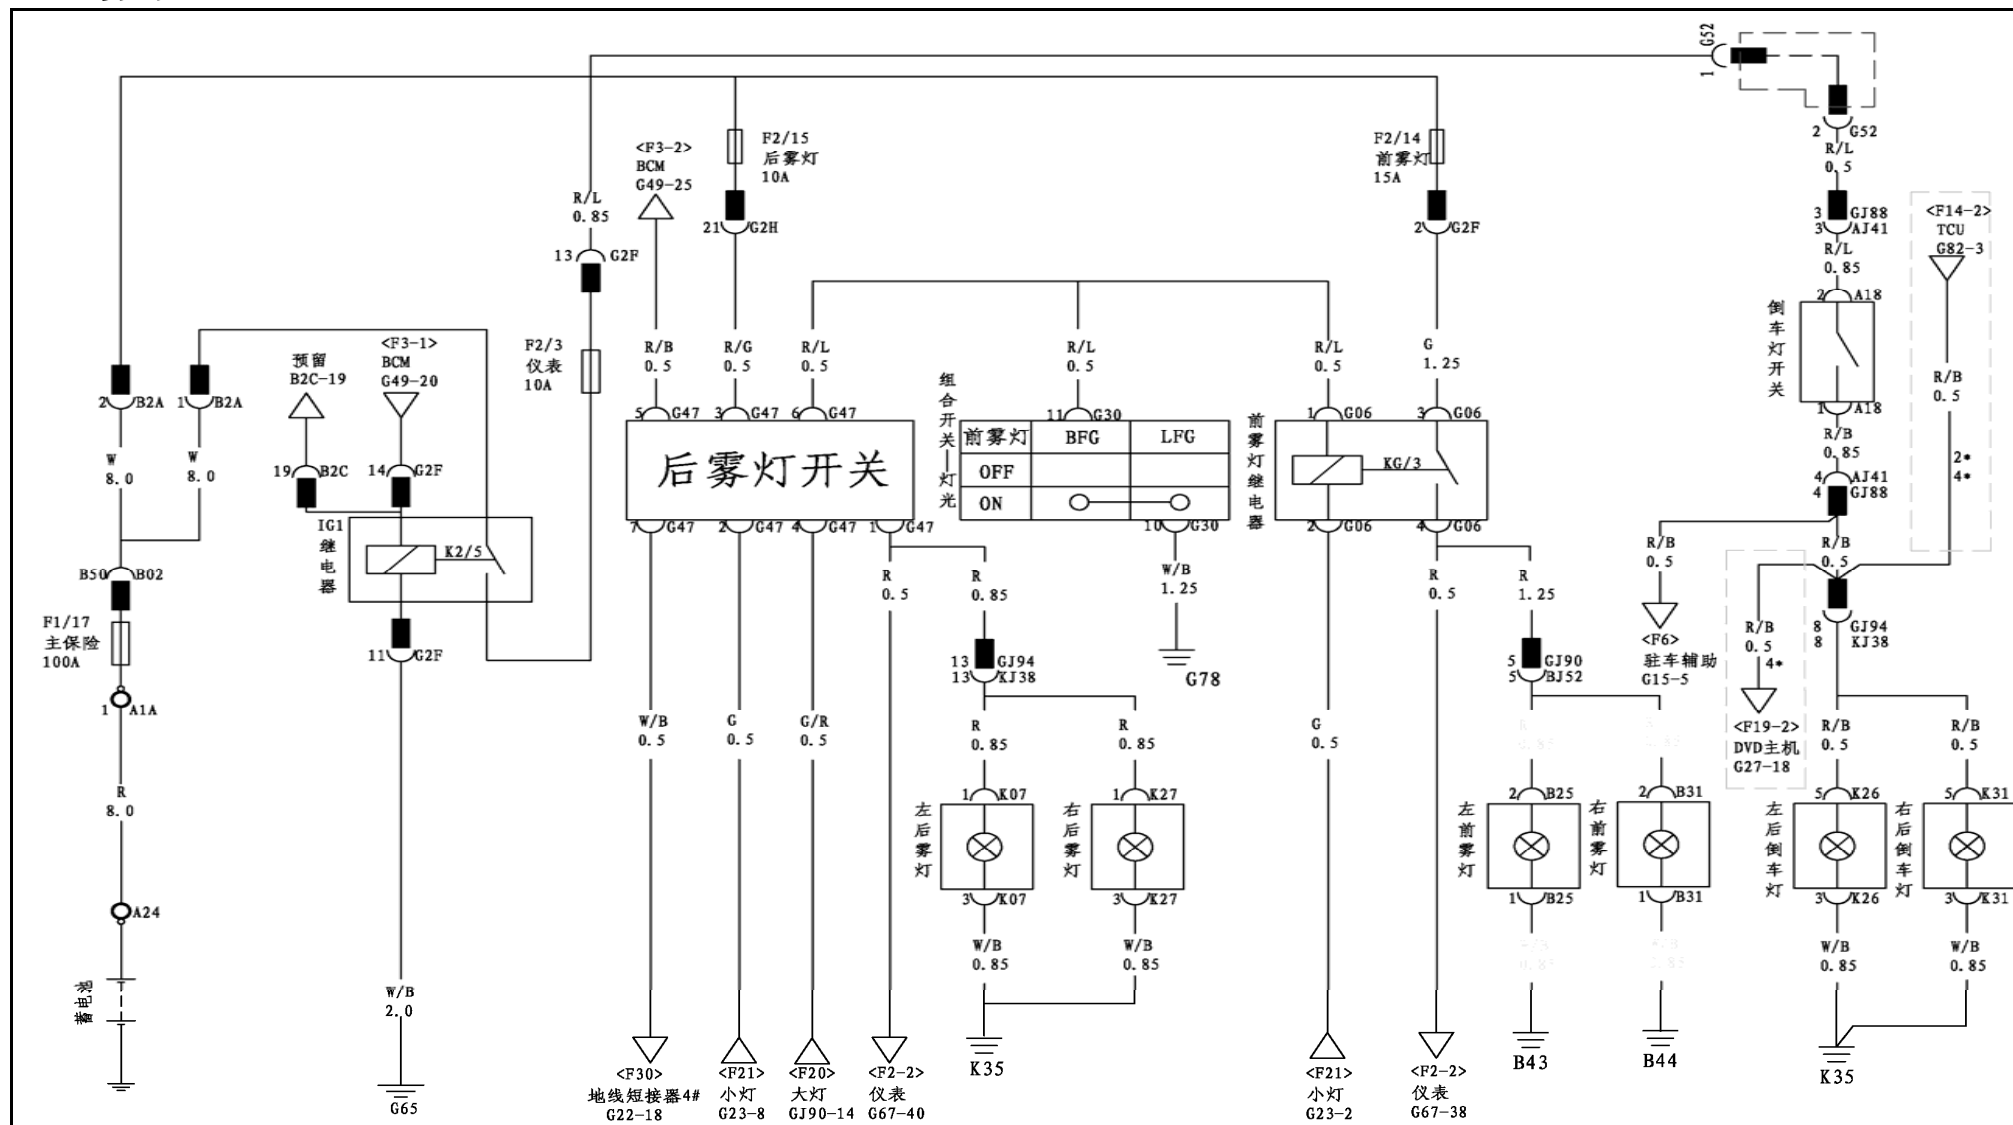 G52
1
2 G52
R/L
0.5
3 GJ88
3 AJ41
R/L
0.85
2 A18
倒车灯开关
1 A18
R/B
0.85
4 AJ41
4 GJ88
R/B
0.5
R/B
0.5
<F6>
驻车辅助
G15-5
<F14-2>
TCU
G82-3
R/B
0.5
2*
4*
R/B
0.5
4*
<F19-2>
DVD主机
G27-18
8 GJ94
8 KJ38
R/B
0.5
R/B
0.5
5 K26
左后倒车灯
3 K26
5 K31
右后倒车灯
3 K31
W/B
0.85
W/B
0.85
K35
F2/15
后雾灯
10A
21 G2H
<F3-2>
BCM
G49-25
R/L
0.85
13 G2F
F2/3
仪表
10A
F2/14
前雾灯
15A
2 G2F
R/B
0.5
R/G
0.5
R/L
0.5
R/L
0.5
R/L
0.5
G
1.25
预留
B2C-19
<F3-1>
BCM
G49-20
2 B2A
1 B2A
W
8.0
W
8.0
19 B2C
14 G2F
IG1
继电器
K2/5
11 G2F
B50 B02
F1/17
主保险
100A
1 A1A
R
8.0
A24
蓄电池
W/B
2.0
G65
5 G47
3 G47
6 G47
后雾灯开关
7 G47
2 G47
4 G47
1 G47
组合开关—灯光
11 G30
前雾灯 BFG LFG
OFF
ON
10 G30
W/B
1.25
G78
前雾灯继电器
1 G06
3 G06
KG/3
2 G06
4 G06
R
0.5
R
0.85
13 GJ94
13 KJ38
R
0.85
R
0.85
1 K07
左后雾灯
3 K07
1 K27
右后雾灯
3 K27
W/B
0.85
W/B
0.85
K35
W/B
0.5
G
0.5
G/R
0.5
<F30>
地线短接器4#
G22-18
<F21>
小灯
G23-8
<F20>
大灯
GJ90-14
<F2-2>
仪表
G67-40
R
0.5
R
1.25
5 GJ90
5 BJ52
G
0.5
<F21>
小灯
G23-2
<F2-2>
仪表
G67-38
2 B25
左前雾灯
1 B25
2 B31
右前雾灯
1 B31
B43
B44